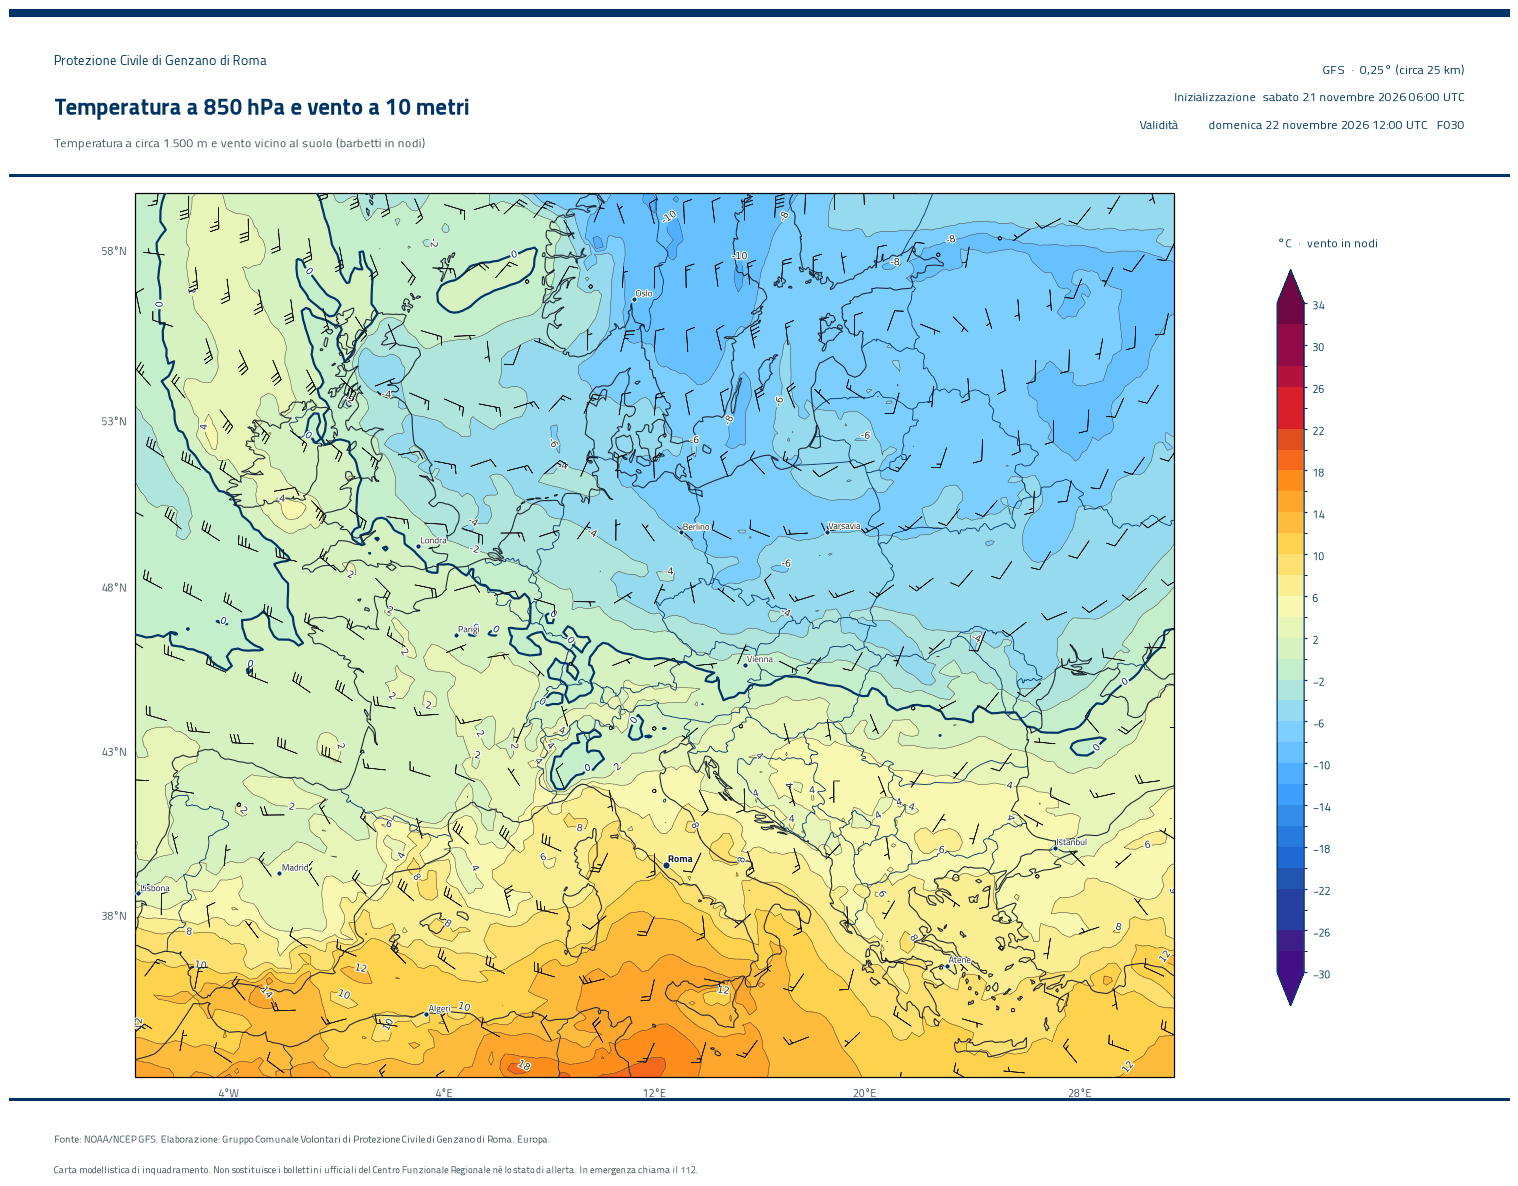 Protezione Civile di Genzano di Roma
Temperatura a 850 hPa e vento a 10 metri
Temperatura a circa 1.500 m e vento vicino al suolo (barbetti in nodi)
GFS · 0,25° (circa 25 km)
Inizializzazione sabato 21 novembre 2026 06:00 UTC
Validità domenica 22 novembre 2026 12:00 UTC F030
°C · vento in nodi
34
30
26
22
18
14
10
6
2
−2
−6
−10
−14
−18
−22
−26
−30
58°N
53°N
48°N
43°N
38°N
4°W
4°E
12°E
20°E
28°E
Oslo
Londra
Berlino
Varsavia
Parigi
Vienna
Madrid
Lisbona
Roma
Istanbul
Algeri
Atene
Fonte: NOAA/NCEP GFS. Elaborazione: Gruppo Comunale Volontari di Protezione Civile di Genzano di Roma. Europa.
Carta modellistica di inquadramento. Non sostituisce i bollettini ufficiali del Centro Funzionale Regionale né lo stato di allerta. In emergenza chiama il 112.